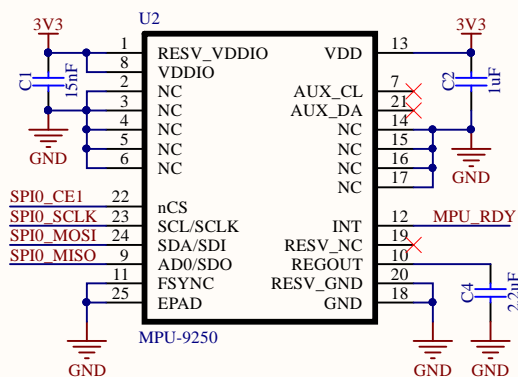 U2
3V3
3V3
1 RESV_VDDIO VDD 13
8 VDDIO
C1 15nF
C2 1uF
2 NC AUX_CL 7
3 NC AUX_DA 21
4 NC NC 14
5 NC NC 15
6 NC NC 16
NC 17
GND
GND
SPI0_CE1 22 nCS INT 12 MPU_RDY
SPI0_SCLK 23 SCL/SCLK RESV_NC 19
SPI0_MOSI 24 SDA/SDI REGOUT 10
SPI0_MISO 9 AD0/SDO RESV_GND 20
11 FSYNC GND 18
25 EPAD
C4 2.2uF
MPU-9250
GND
GND
GND